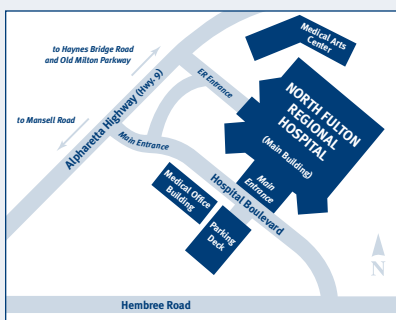 to Haynes Bridge Road
and Old Milton Parkway
Medical Arts
Center
ER Entrance
NORTH FULTON
REGIONAL
HOSPITAL
(Main Building)
to Mansell Road
Alpharetta Highway (Hwy. 9)
Main Entrance
Main
Entrance
Medical Office
Building
Hospital Boulevard
Parking
Deck
N
Hembree Road